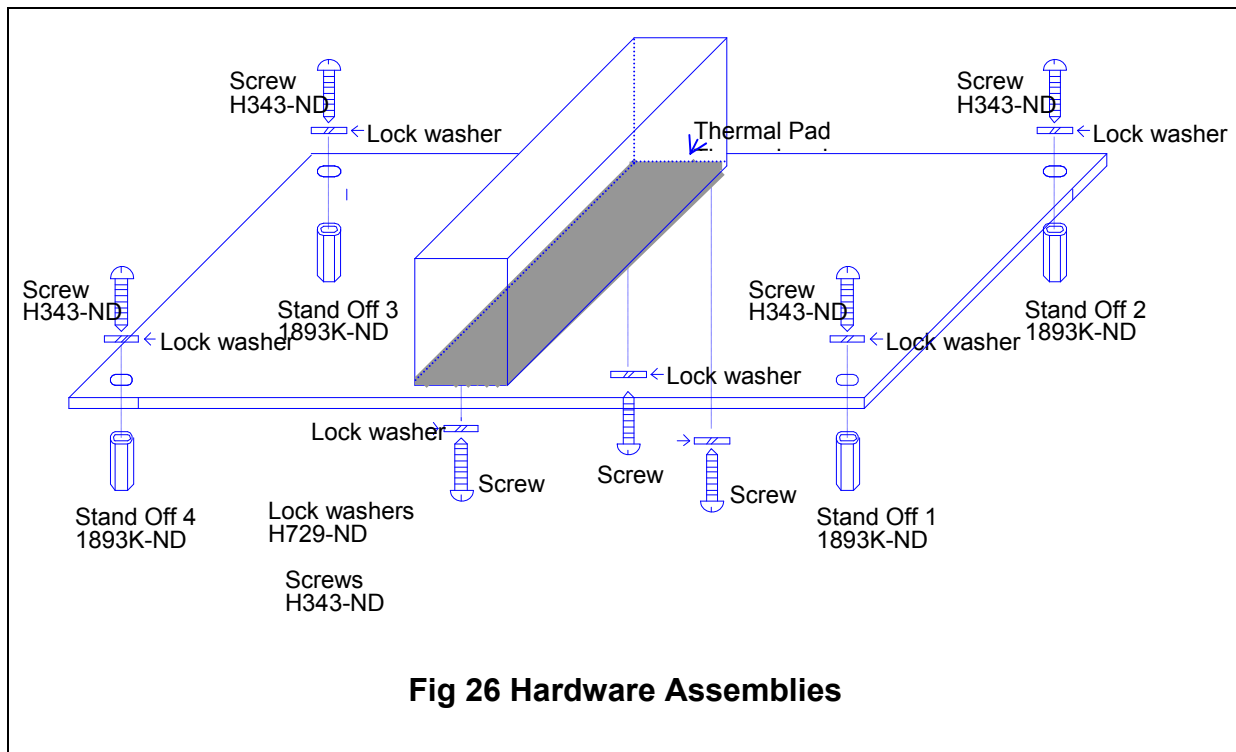 Screw
H343-ND
Lock washer
Screw
H343-ND
Lock washer
Thermal Pad
Screw
H343-ND
Lock washer
Stand Off 3
1893K-ND
Screw
H343-ND
Lock washer
Stand Off 2
1893K-ND
Lock washer
Lock washer
Screw
Screw
Screw
Stand Off 4
1893K-ND
Lock washers
H729-ND
Stand Off 1
1893K-ND
Screws
H343-ND
Fig 26 Hardware Assemblies